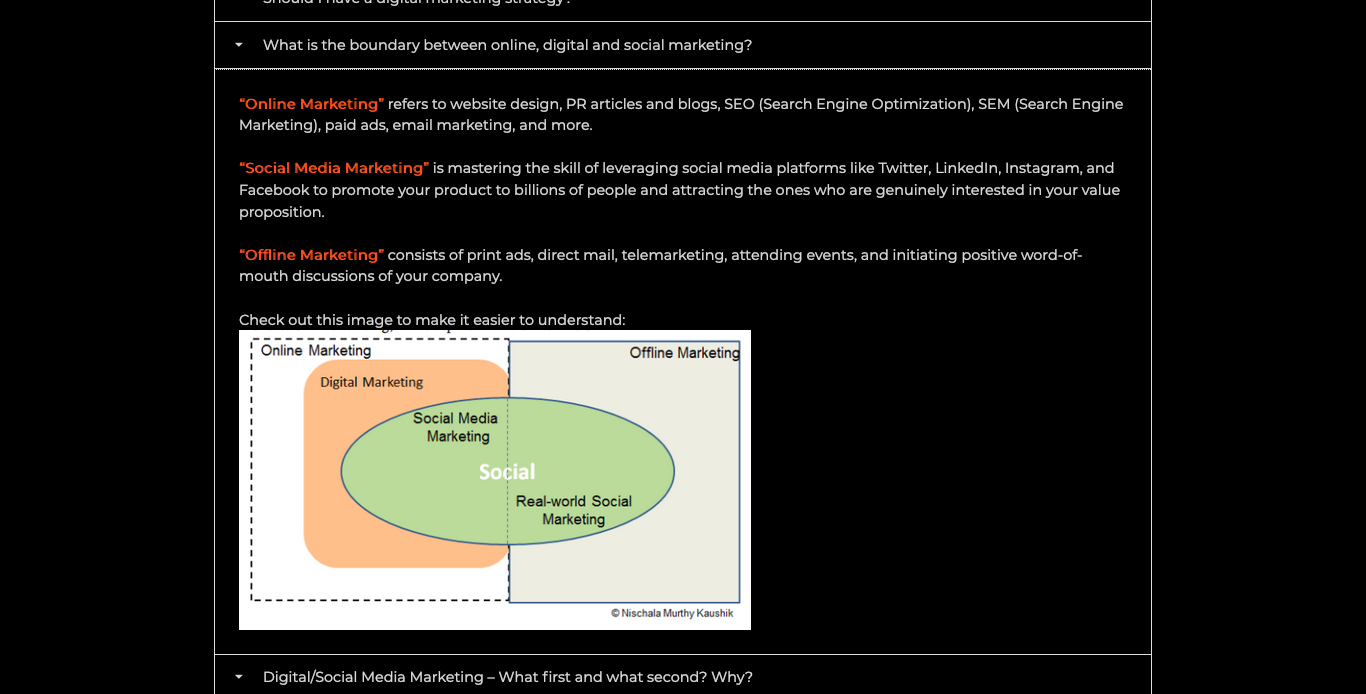 Should I have a digital marketing strategy?
What is the boundary between online, digital and social marketing?
“Online Marketing” refers to website design, PR articles and blogs, SEO (Search Engine Optimization), SEM (Search Engine
Marketing), paid ads, email marketing, and more.
“Social Media Marketing” is mastering the skill of leveraging social media platforms like Twitter, LinkedIn, Instagram, and
Facebook to promote your product to billions of people and attracting the ones who are genuinely interested in your value
proposition.
“Offline Marketing” consists of print ads, direct mail, telemarketing, attending events, and initiating positive word-of-
mouth discussions of your company.
Check out this image to make it easier to understand:
Online Marketing
Offline Marketing
Digital Marketing
Social Media
Marketing
Social
Real-world Social
Marketing
© Nischala Murthy Kaushik
Digital/Social Media Marketing – What first and what second? Why?